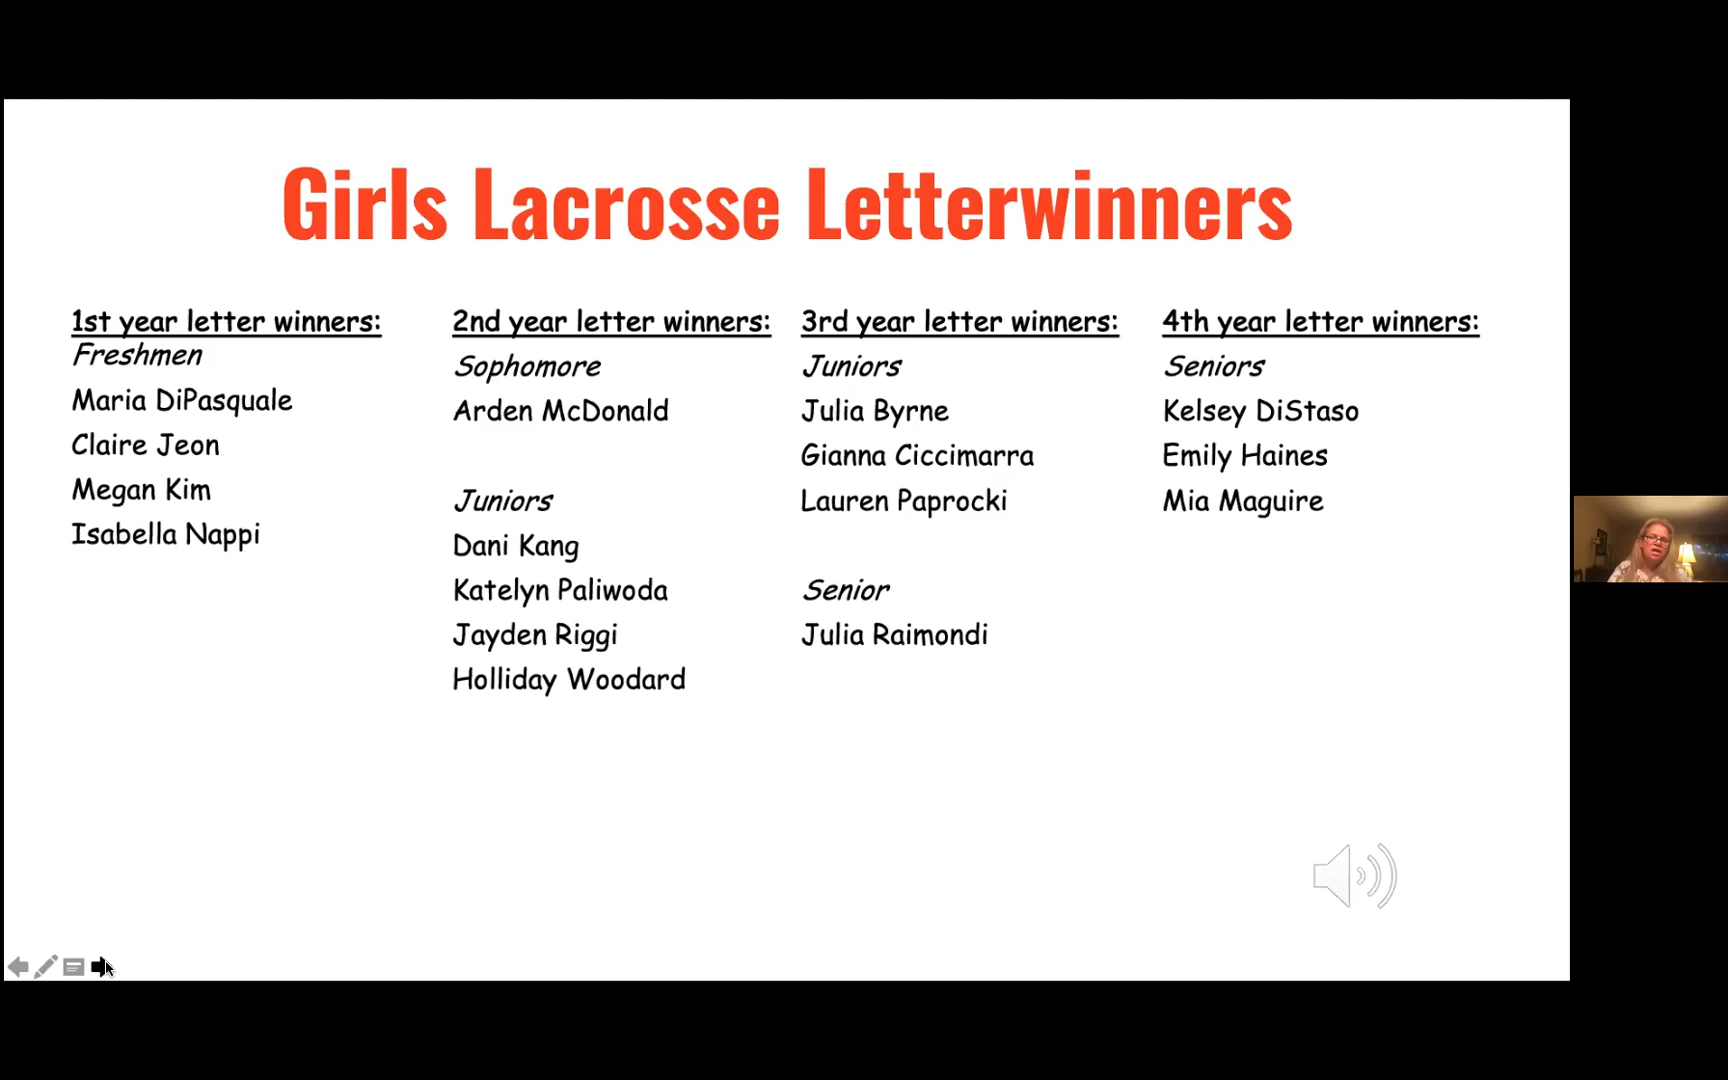 Girls Lacrosse Letterwinners
1st year letter winners:
Freshmen
Maria DiPasquale
Claire Jeon
Megan Kim
Isabella Nappi
2nd year letter winners:
Sophomore
Arden McDonald
Juniors
Dani Kang
Katelyn Paliwoda
Jayden Riggi
Holliday Woodard
3rd year letter winners:
Juniors
Julia Byrne
Gianna Ciccimarra
Lauren Paprocki
Senior
Julia Raimondi
4th year letter winners:
Seniors
Kelsey DiStaso
Emily Haines
Mia Maguire